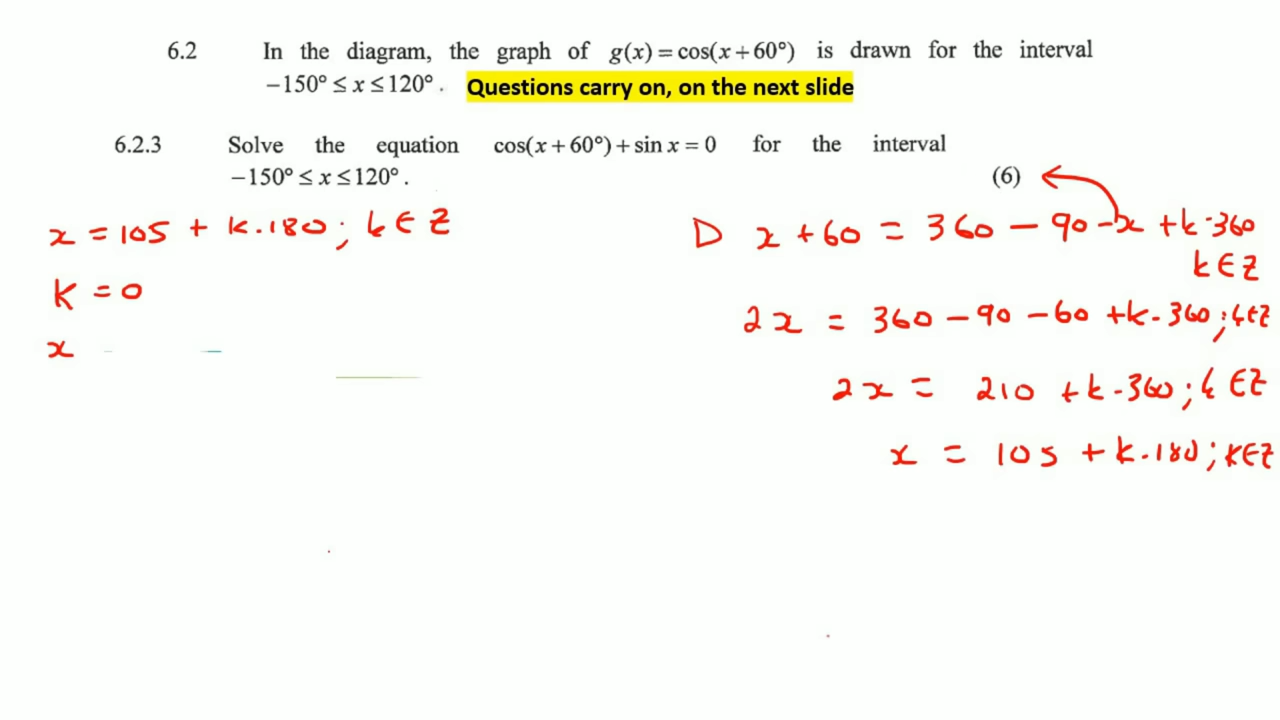 6.2 In the diagram, the graph of g(x) = cos(x + 60°) is drawn for the interval
−150° ≤ x ≤ 120°. Questions carry on, on the next slide
6.2.3 Solve the equation cos(x + 60°) + sin x = 0 for the interval
−150° ≤ x ≤ 120°. (6)
x = 105 + k.180; k ∈ Z
k = 0
x
D x + 60 = 360 − 90 − x + k.360
k ∈ Z
2x = 360 − 90 − 60 + k.360; k ∈ Z
2x = 210 + k.360; k ∈ Z
x = 105 + k.180; k ∈ Z